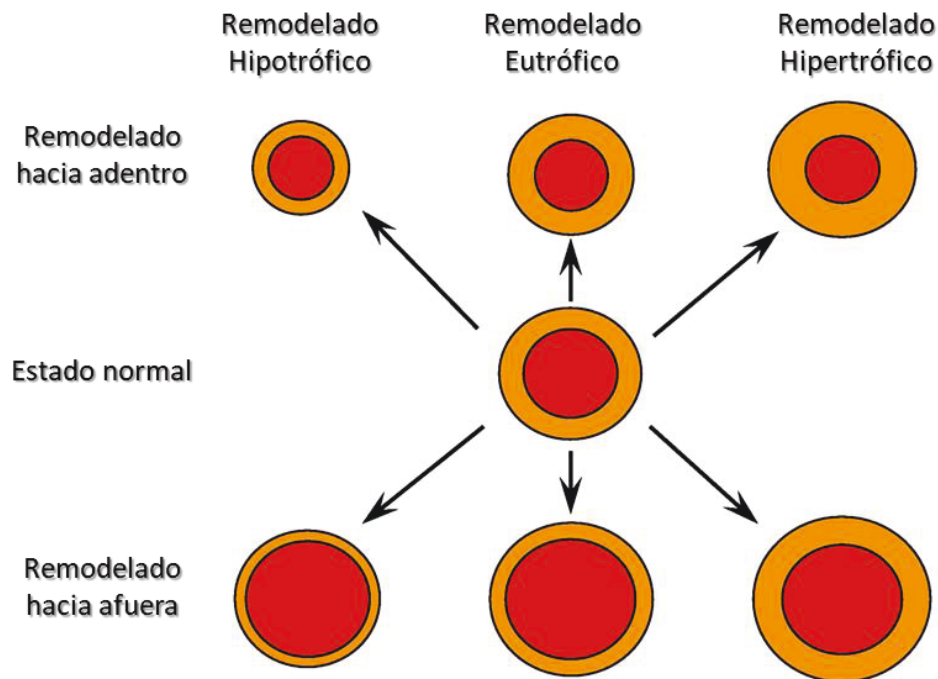 Remodelado
Hipotrófico
Remodelado
Eutrófico
Remodelado
Hipertrófico
Remodelado
hacia adentro
Estado normal
Remodelado
hacia afuera